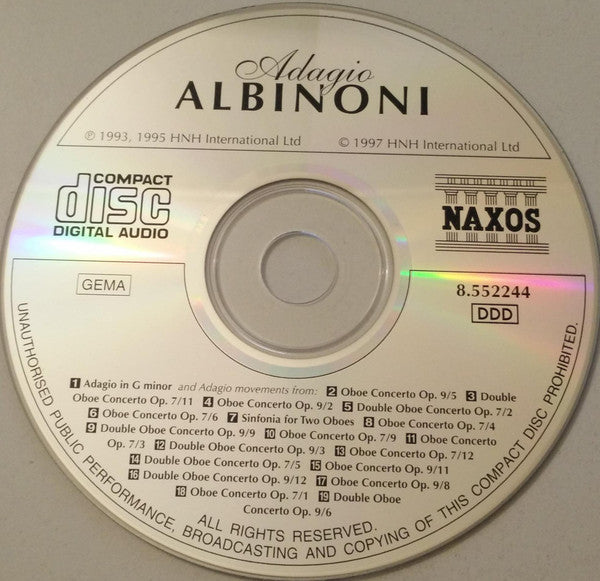 Adagio
ALBINONI
℗ 1993, 1995 HNH International Ltd © 1997 HNH International Ltd
COMPACT
disc
DIGITAL AUDIO
NAXOS
GEMA
8.552244
DDD
1 Adagio in G minor and Adagio movements from: 2 Oboe Concerto Op. 9/5 3 Double
Oboe Concerto Op. 7/11 4 Oboe Concerto Op. 9/2 5 Double Oboe Concerto Op. 7/2
6 Oboe Concerto Op. 7/6 7 Sinfonia for Two Oboes 8 Oboe Concerto Op. 7/4
9 Double Oboe Concerto Op. 9/9 10 Oboe Concerto Op. 7/9 11 Oboe Concerto
Op. 7/3 12 Double Oboe Concerto Op. 9/3 13 Oboe Concerto Op. 7/12
14 Double Oboe Concerto Op. 7/5 15 Oboe Concerto Op. 9/11
16 Double Oboe Concerto Op. 9/12 17 Oboe Concerto Op. 9/8
18 Oboe Concerto Op. 7/1 19 Double Oboe
Concerto Op. 9/6
ALL RIGHTS RESERVED.
UNAUTHORISED PUBLIC PERFORMANCE, BROADCASTING AND COPYING OF THIS COMPACT DISC PROHIBITED.